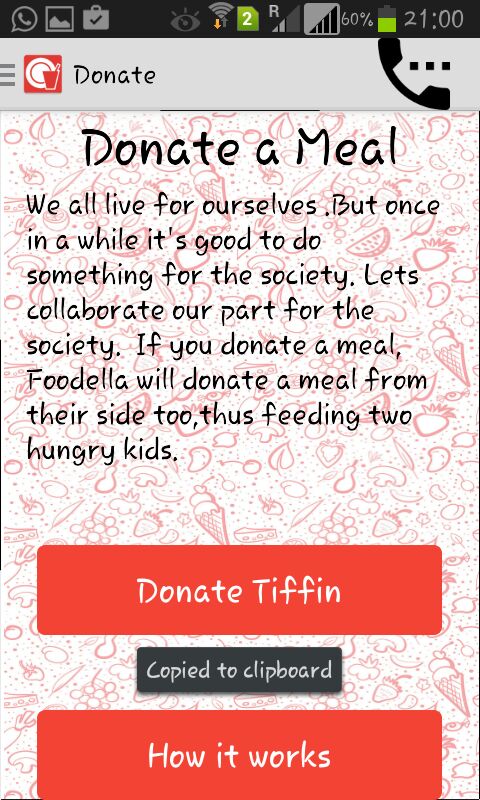 2 R 60% 21:00
Donate
Donate a Meal
We all live for ourselves .But once
in a while it's good to do
something for the society. Lets
collaborate our part for the
society.  If you donate a meal,
Foodella will donate a meal from
their side too,thus feeding two
hungry kids.
Donate Tiffin
Copied to clipboard
How it works